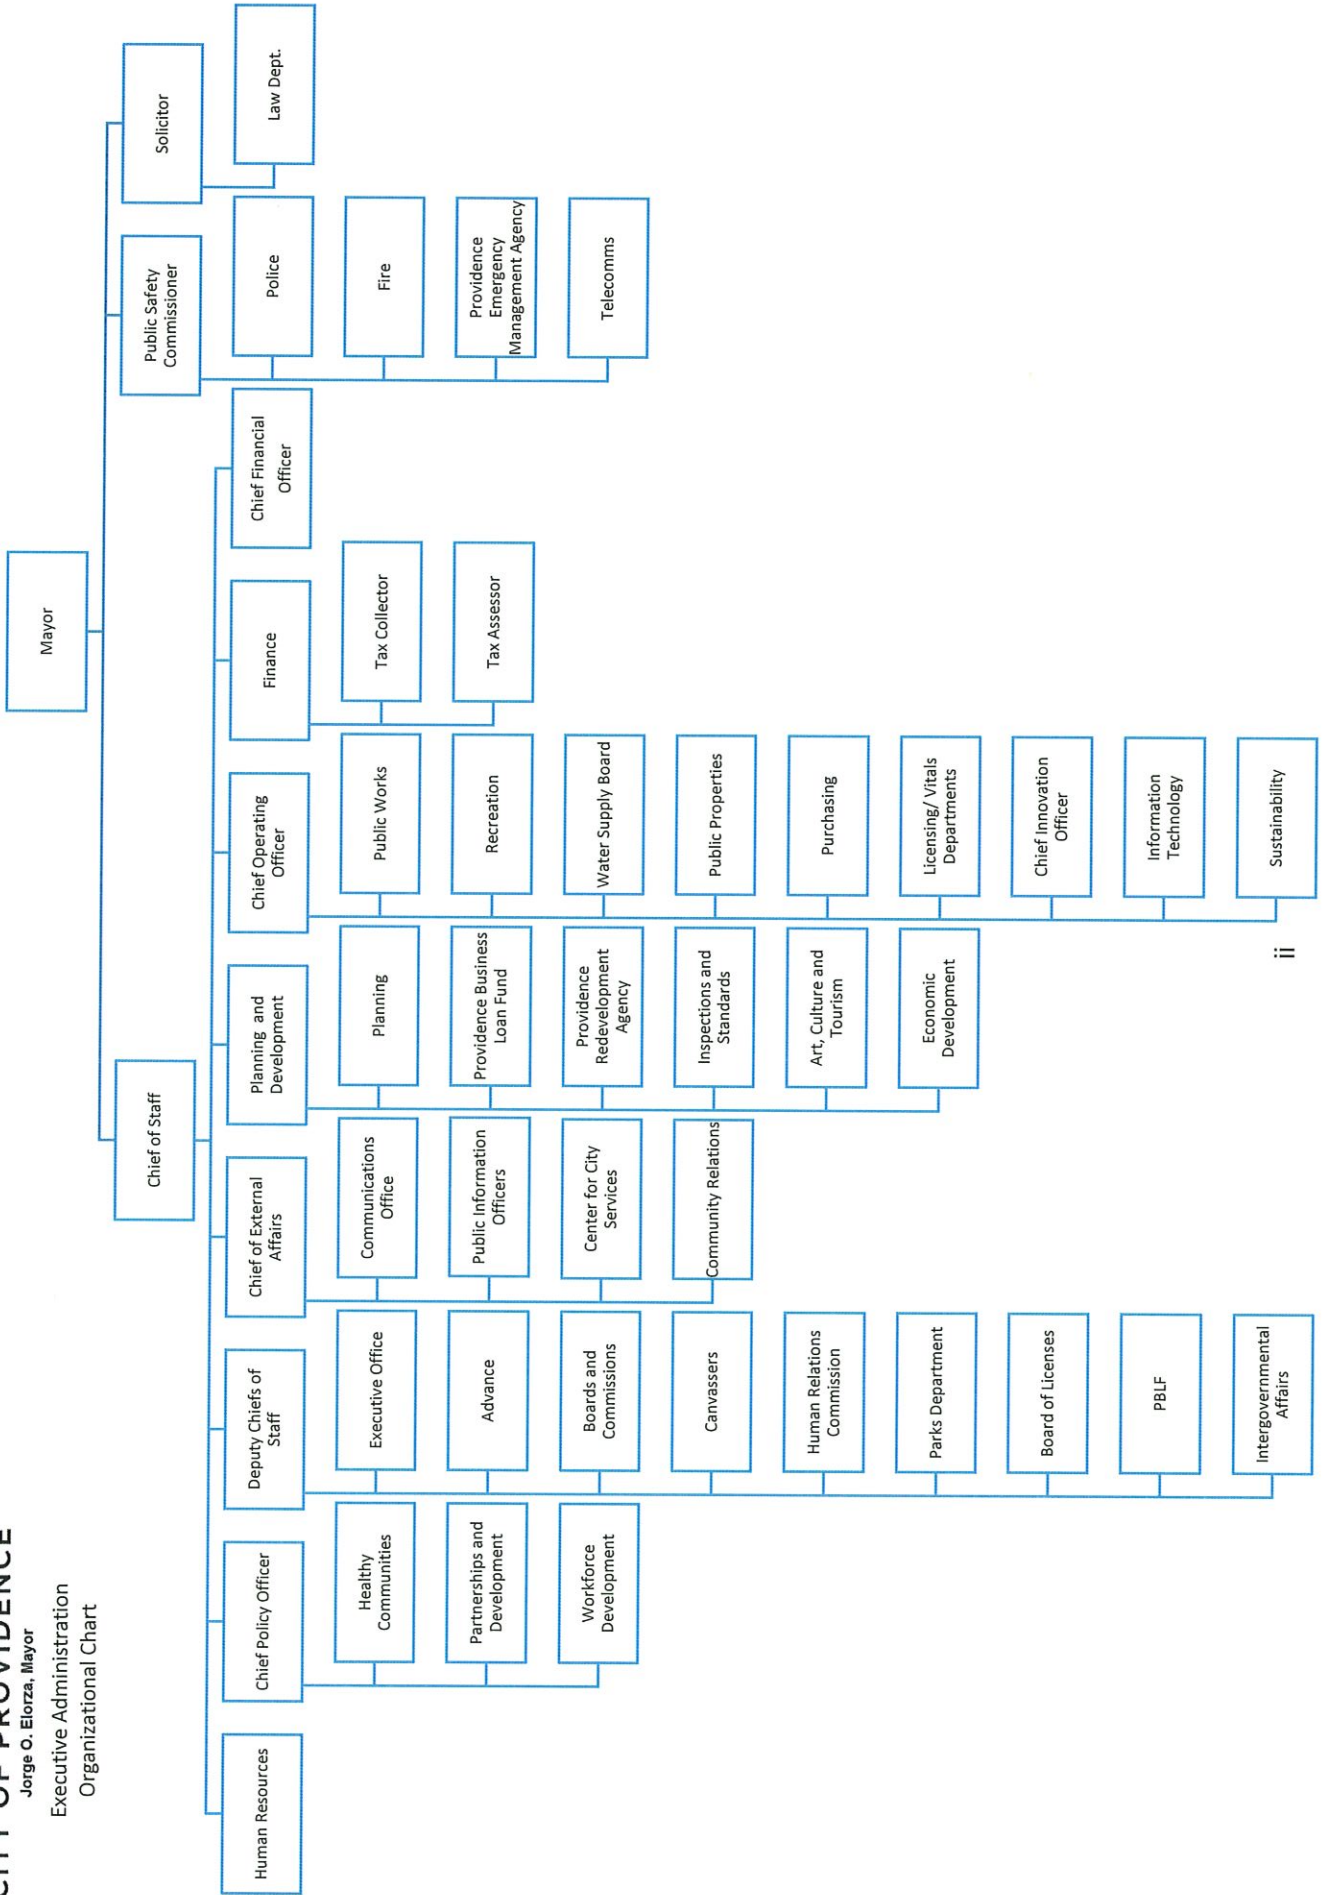 CITY OF PROVIDENCE
Jorge O. Elorza, Mayor
Executive Administration
Organizational Chart
Mayor
Chief of Staff
Public Safety
Commissioner
Solicitor
Human Resources
Chief Policy Officer
Healthy
Communities
Partnerships and
Development
Workforce
Development
Deputy Chiefs of
Staff
Executive Office
Advance
Boards and
Commissions
Canvassers
Human Relations
Commission
Parks Department
Board of Licenses
PBLF
Intergovernmental
Affairs
Chief of External
Affairs
Communications
Office
Public Information
Officers
Center for City
Services
Community Relations
Planning and
Development
Planning
Providence Business
Loan Fund
Providence
Redevelopment
Agency
Inspections and
Standards
Art, Culture and
Tourism
Economic
Development
Chief Operating
Officer
Public Works
Recreation
Water Supply Board
Public Properties
Purchasing
Licensing/ Vitals
Departments
Chief Innovation
Officer
Information
Technology
Sustainability
Finance
Tax Collector
Tax Assessor
Chief Financial
Officer
Police
Fire
Providence
Emergency
Management Agency
Telecomms
Law Dept.
ii